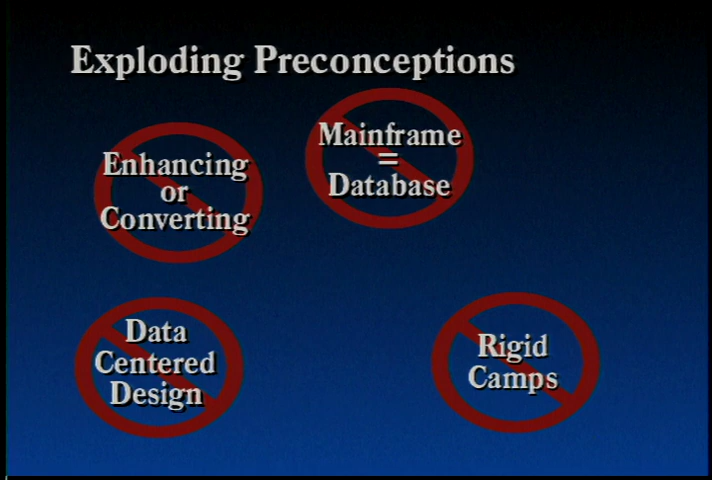 Exploding Preconceptions
Mainframe
=
Database
Enhancing
or
Converting
Data
Centered
Design
Rigid
Camps